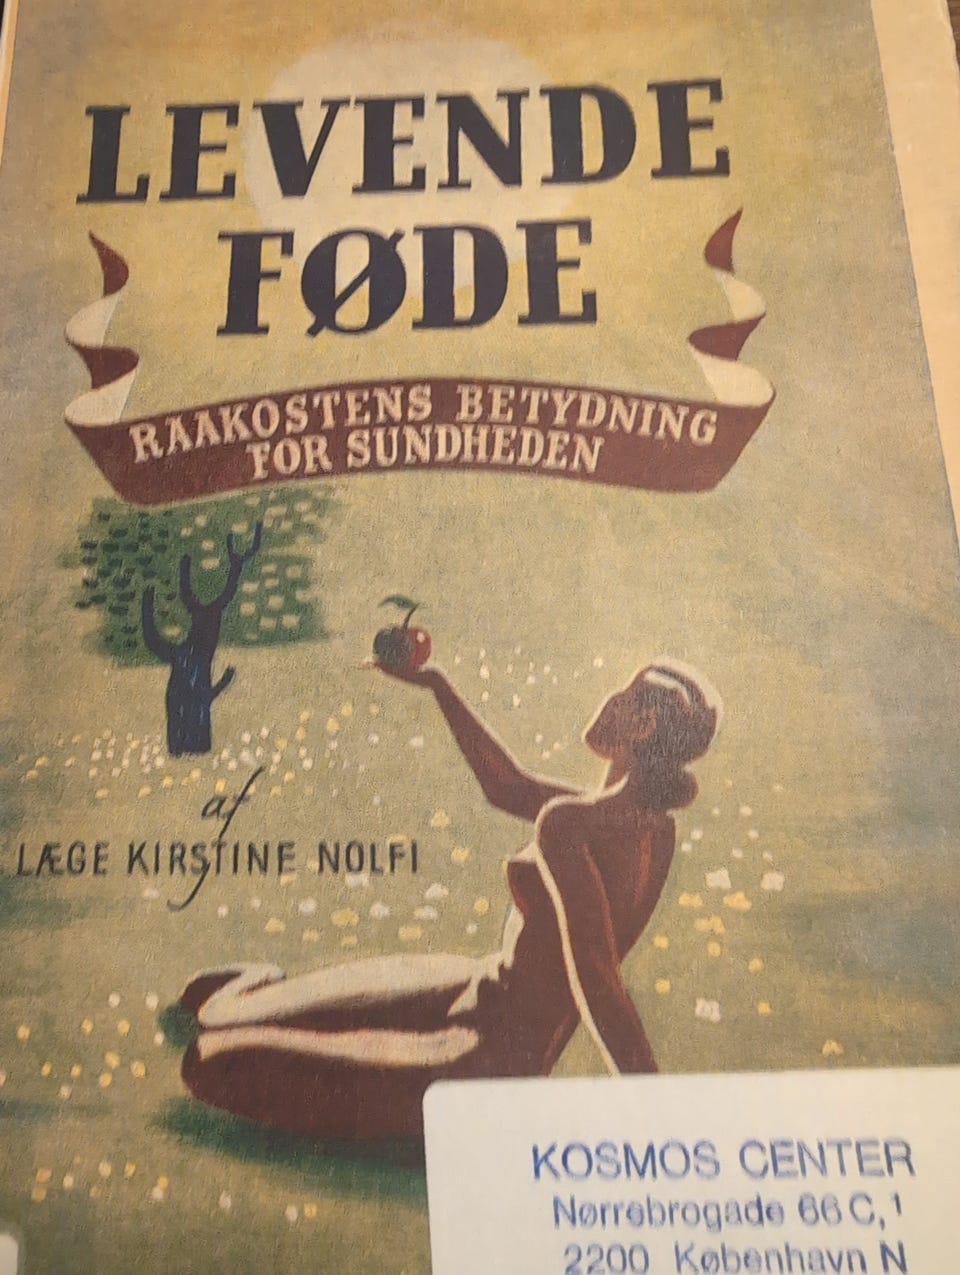 LEVENDE
FØDE
RAAKOSTENS BETYDNING
FOR SUNDHEDEN
af
LÆGE KIRSTINE NOLFI
KOSMOS CENTER
Nørrebrogade 66 C,¹
2200 København N